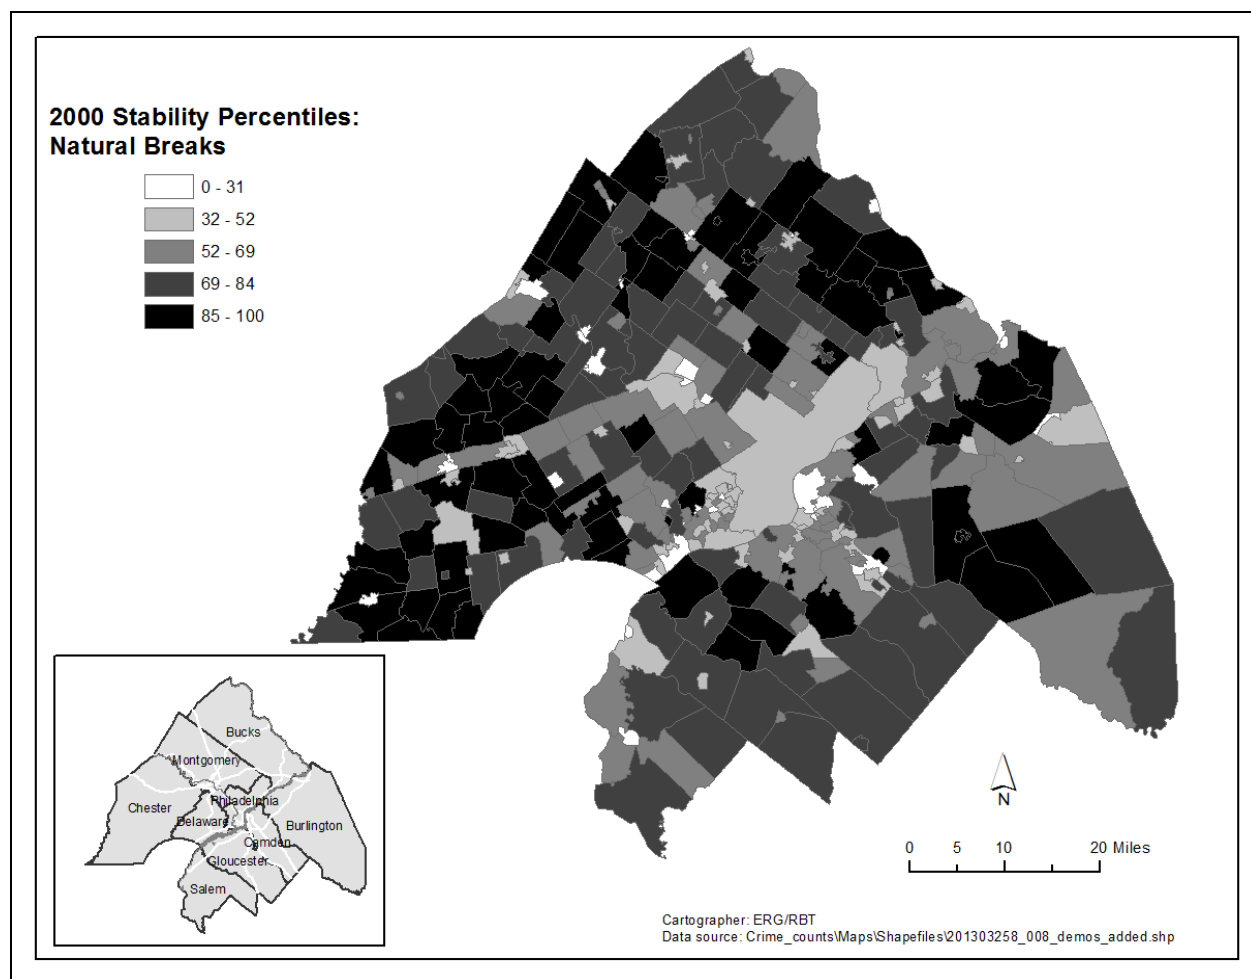 2000 Stability Percentiles:
Natural Breaks
0 - 31
32 - 52
52 - 69
69 - 84
85 - 100
Bucks
Montgomery
Philadelphia
Chester
Delaware
Burlington
Camden
Gloucester
Salem
N
0 5 10 20 Miles
Cartographer: ERG/RBT
Data source: Crime_counts\Maps\Shapefiles\201303258_008_demos_added.shp